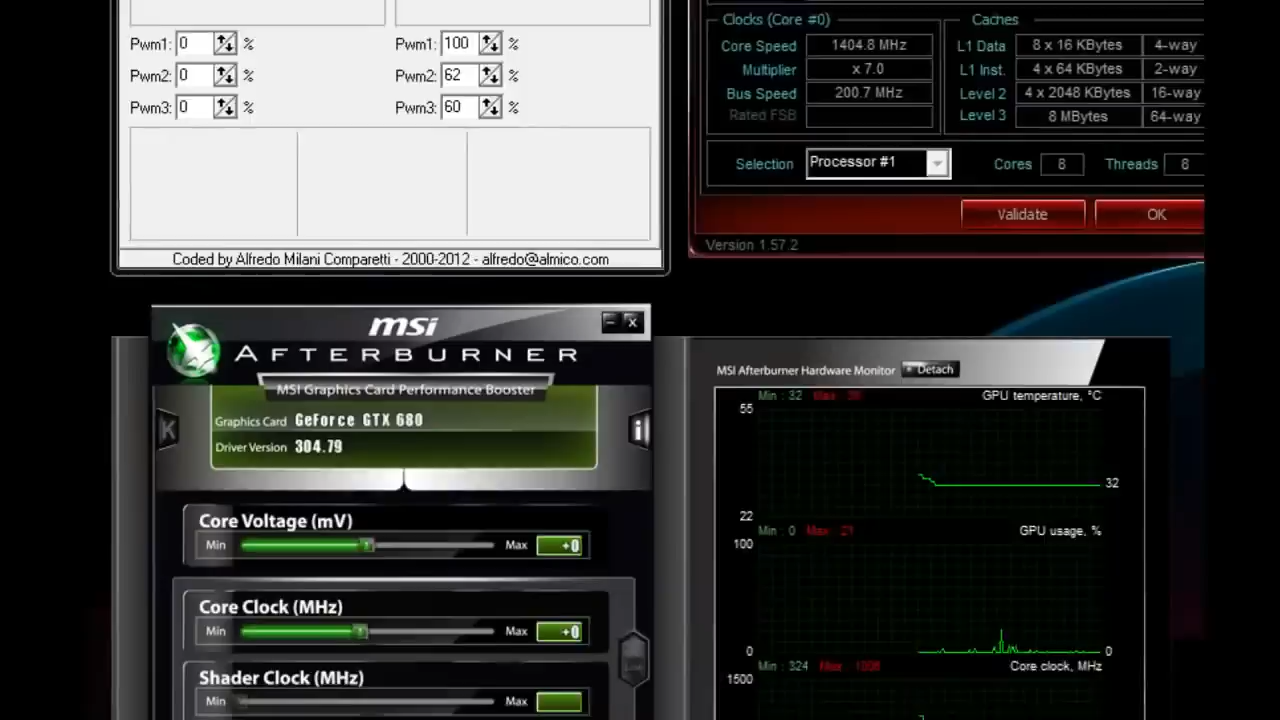 Pwm1: 0 %
Pwm1: 100 %
Pwm2: 0 %
Pwm2: 62 %
Pwm3: 0 %
Pwm3: 60 %
Coded by Alfredo Milani Comparetti - 2000-2012 - alfredo@almico.com
Clocks (Core #0)
Core Speed 1404.8 MHz
Multiplier x 7.0
Bus Speed 200.7 MHz
Rated FSB
Caches
L1 Data 8 x 16 KBytes 4-way
L1 Inst. 4 x 64 KBytes 2-way
Level 2 4 x 2048 KBytes 16-way
Level 3 8 MBytes 64-way
Selection Processor #1 Cores 8 Threads 8
Validate OK
Version 1.57.2
msi
AFTERBURNER
MSI Graphics Card Performance Booster
K
i
Graphics Card GeForce GTX 680
Driver Version 304.79
Core Voltage (mV)
Min Max +0
Core Clock (MHz)
Min Max +0
Shader Clock (MHz)
Min Max
MSI Afterburner Hardware Monitor Detach
Min : 32 Max : GPU temperature, °C
55
32
22
Min : 0 Max : 21 GPU usage, %
100
0
0
Min : 324 Max : Core clock, MHz
1500